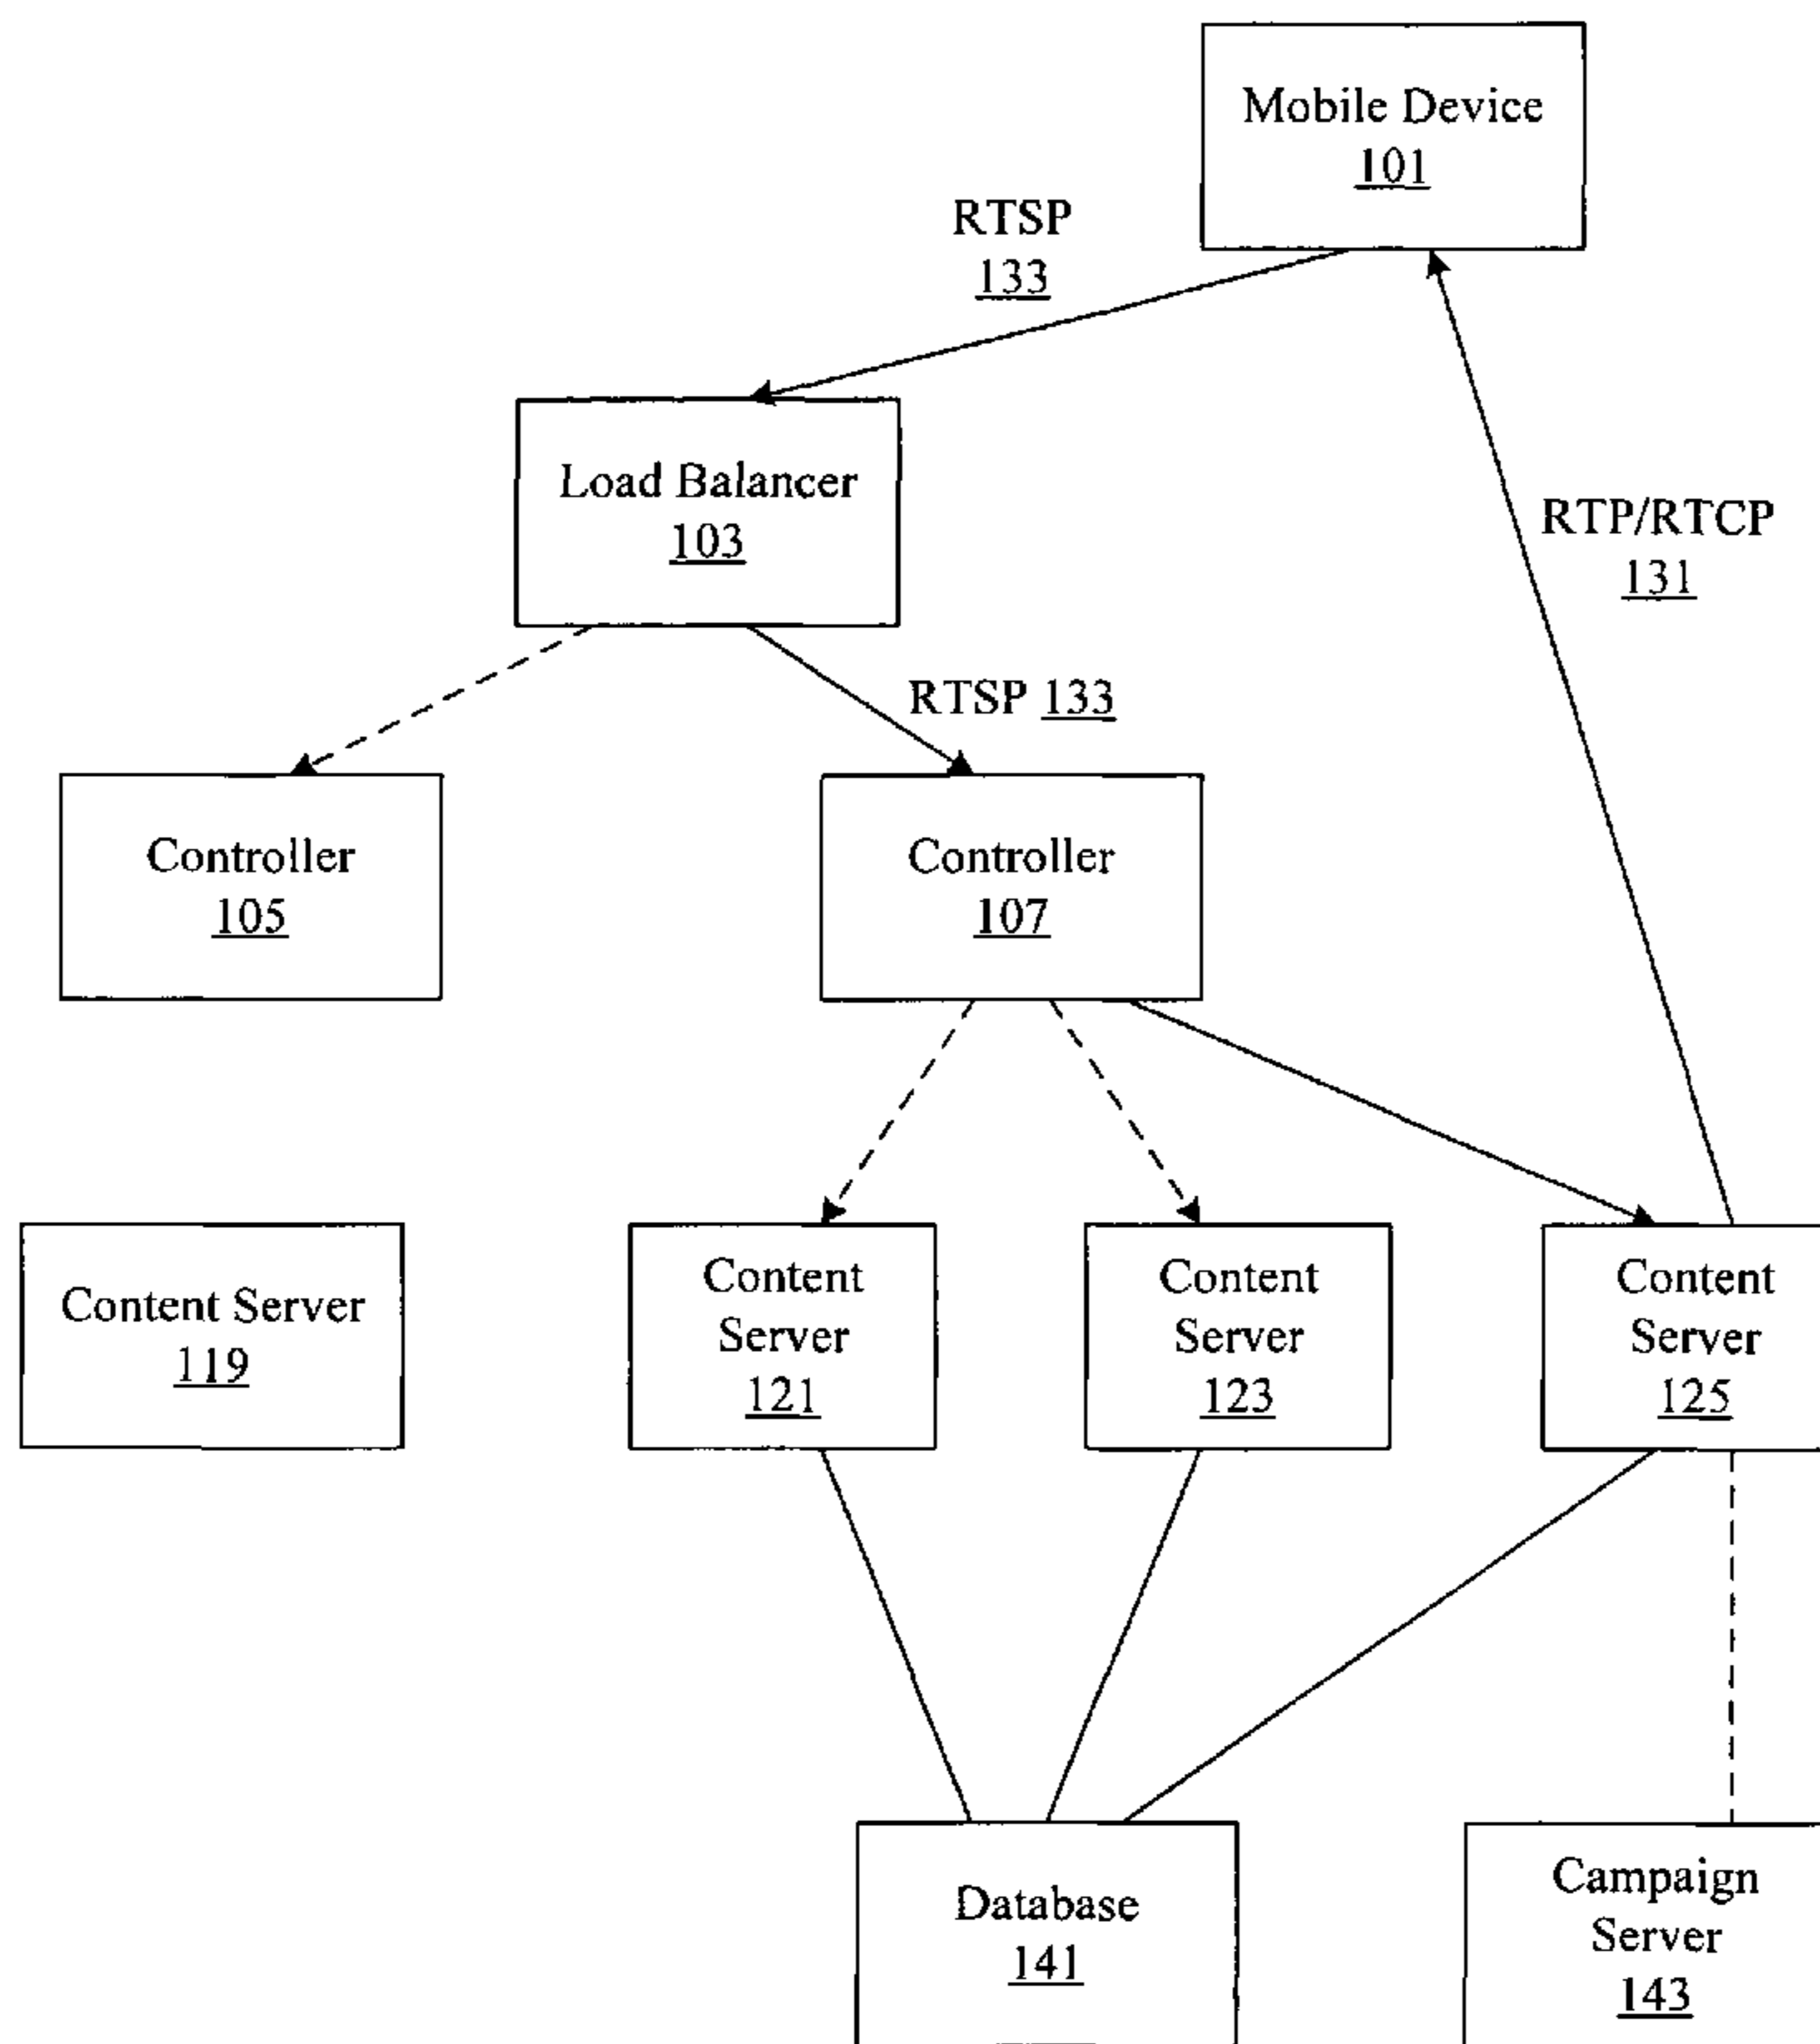 Mobile Device
101
RTSP
133
Load Balancer
103
RTP/RTCP
131
RTSP 133
Controller
105
Controller
107
Content Server
119
Content
Server
121
Content
Server
123
Content
Server
125
Database
141
Campaign
Server
143